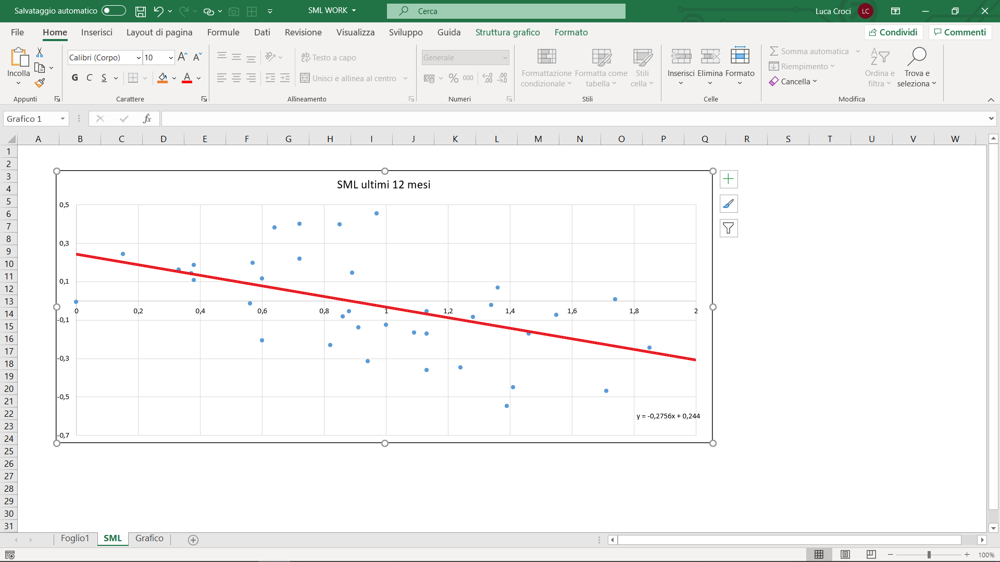 Salvataggio automatico
SML WORK
Cerca
Luca Croci
LC
File Home Inserisci Layout di pagina Formule Dati Revisione Visualizza Sviluppo Guida Struttura grafico Formato
Condividi
Commenti
Incolla
Calibri (Corpo) 10
G C S
Testo a capo
Unisci e allinea al centro
Generale
% 000
Formattazione condizionale
Formatta come tabella
Stili cella
Inserisci Elimina Formato
Somma automatica
Riempimento
Cancella
Ordina e filtra
Trova e seleziona
Appunti Carattere Allineamento Numeri Stili Celle Modifica
Grafico 1
fx
A B C D E F G H I J K L M N O P Q R S T U V W
1
2
3
4
5
6
7
8
9
10
11
12
13
14
15
16
17
18
19
20
21
22
23
24
25
26
27
28
29
30
31
SML ultimi 12 mesi
0,5
0,3
0,1
0 0,2 0,4 0,6 0,8 1 1,2 1,4 1,6 1,8 2
-0,1
-0,3
-0,5
y = -0,2756x + 0,244
-0,7
Foglio1 SML Grafico
100%